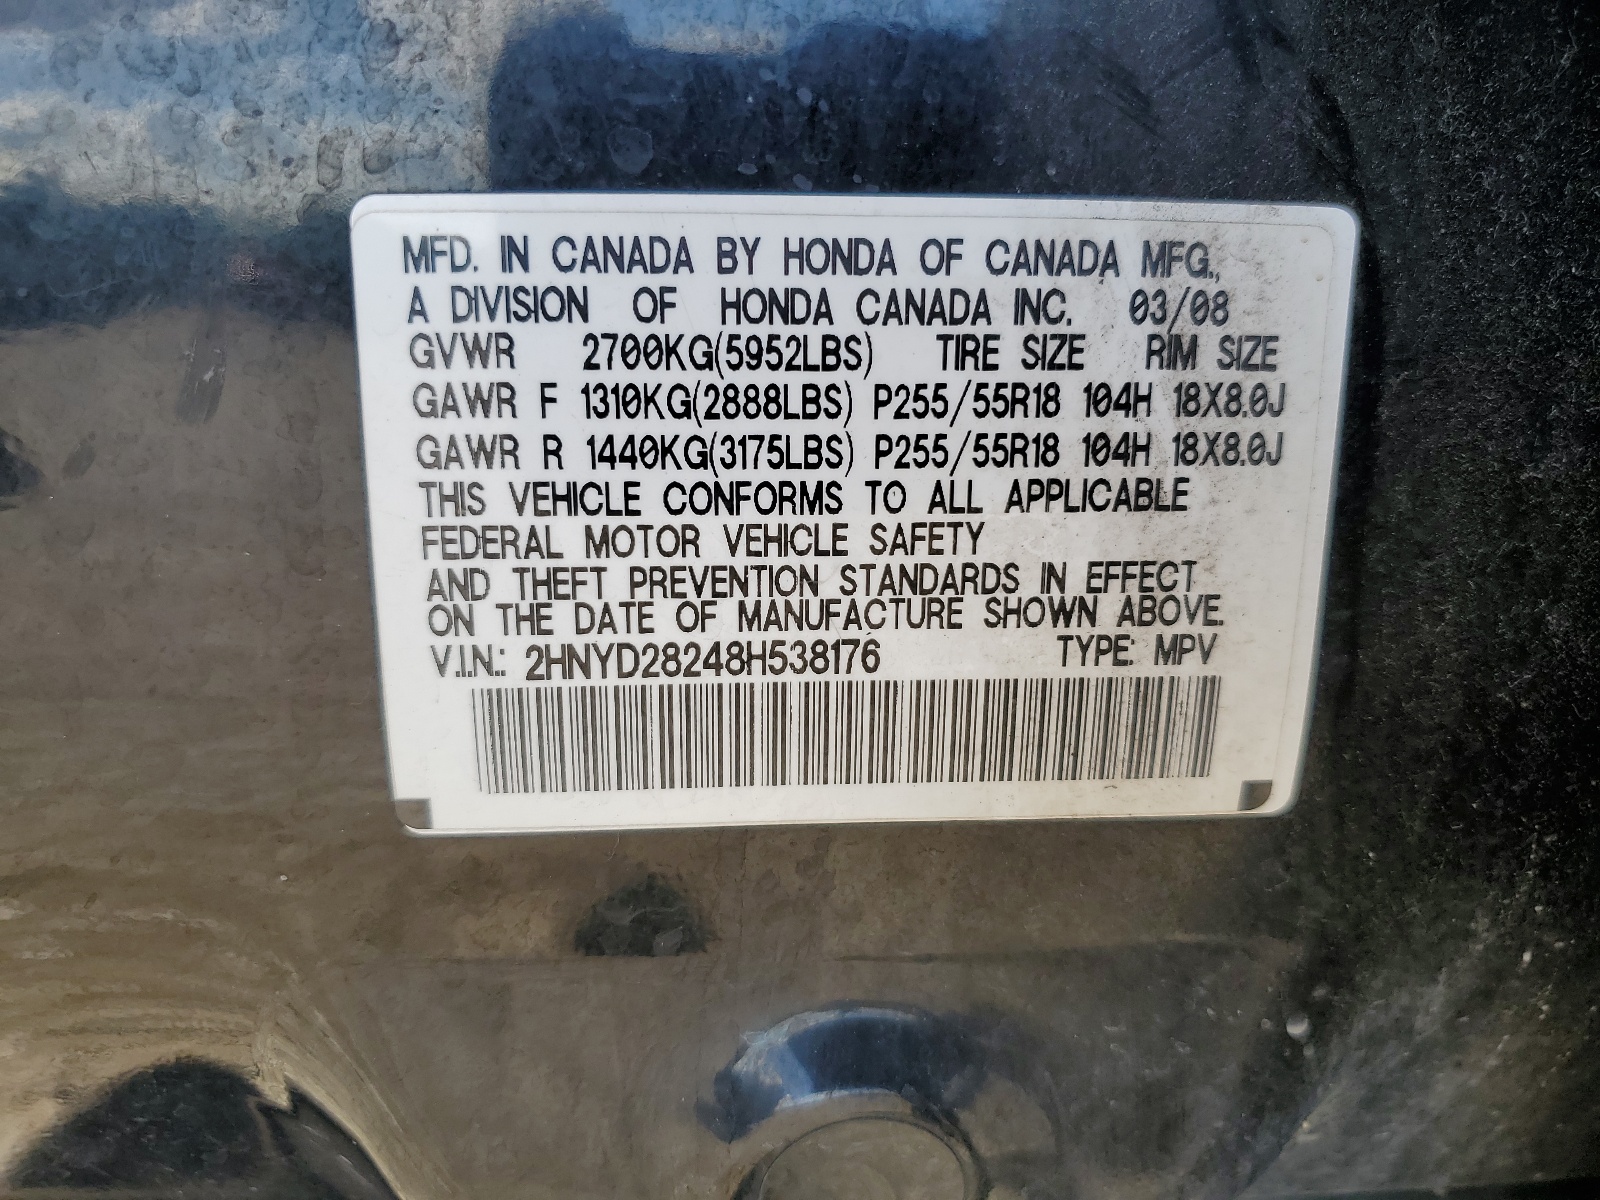 MFD. IN CANADA BY HONDA OF CANADA MFG.,
A DIVISION OF HONDA CANADA INC. 03/08
GVWR 2700KG(5952LBS) TIRE SIZE RIM SIZE
GAWR F 1310KG(2888LBS) P255/55R18 104H 18X8.0J
GAWR R 1440KG(3175LBS) P255/55R18 104H 18X8.0J
THIS VEHICLE CONFORMS TO ALL APPLICABLE
FEDERAL MOTOR VEHICLE SAFETY
AND THEFT PREVENTION STANDARDS IN EFFECT
ON THE DATE OF MANUFACTURE SHOWN ABOVE.
V.I.N.: 2HNYD28248H538176 TYPE: MPV